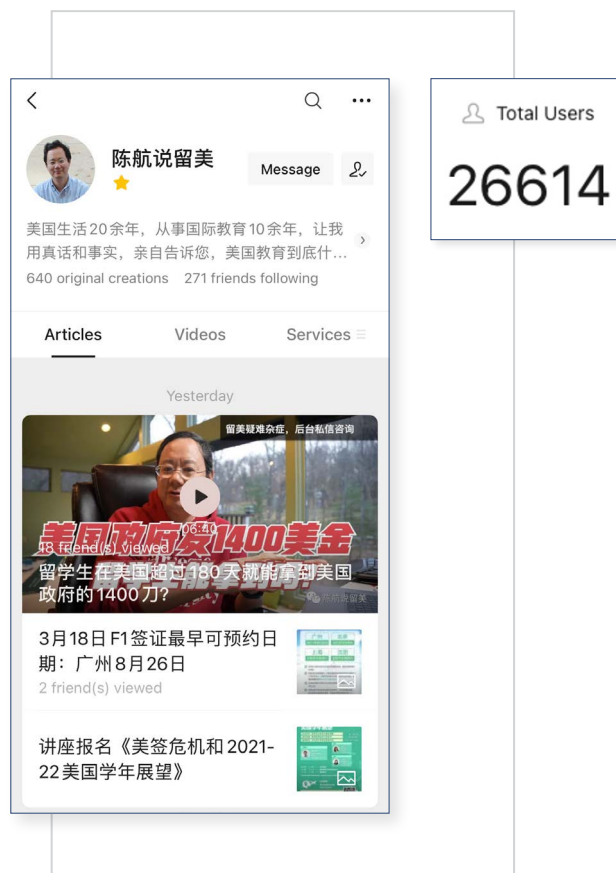 陈航说留美
Message
美国生活20余年，从事国际教育10余年，让我
用真话和事实，亲自告诉您，美国教育到底什...
640 original creations 271 friends following
Articles Videos Services
Yesterday
留美疑难杂症，后台私信咨询
06:40
美国政府发1400美金
48 friend(s) viewed
留学生在美国超过180天就能拿到美国
政府的1400刀?
陈航说留美
3月18日F1签证最早可预约日
期：广州8月26日
2 friend(s) viewed
讲座报名《美签危机和2021-
22美国学年展望》
Total Users
26614